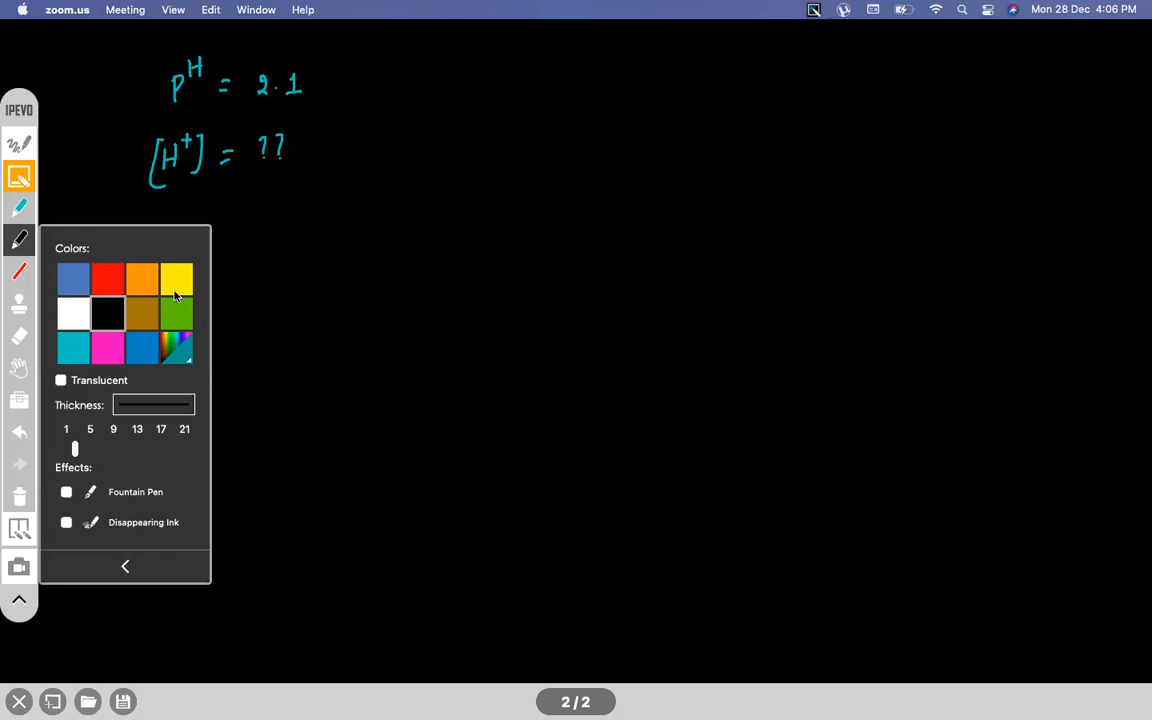 zoom.us Meeting View Edit Window Help Mon 28 Dec 4:06 PM
pH = 2.1
[H+] = ??
IPEVO
Colors:
Translucent
Thickness:
1 5 9 13 17 21
Effects:
Fountain Pen
Disappearing Ink
2/2